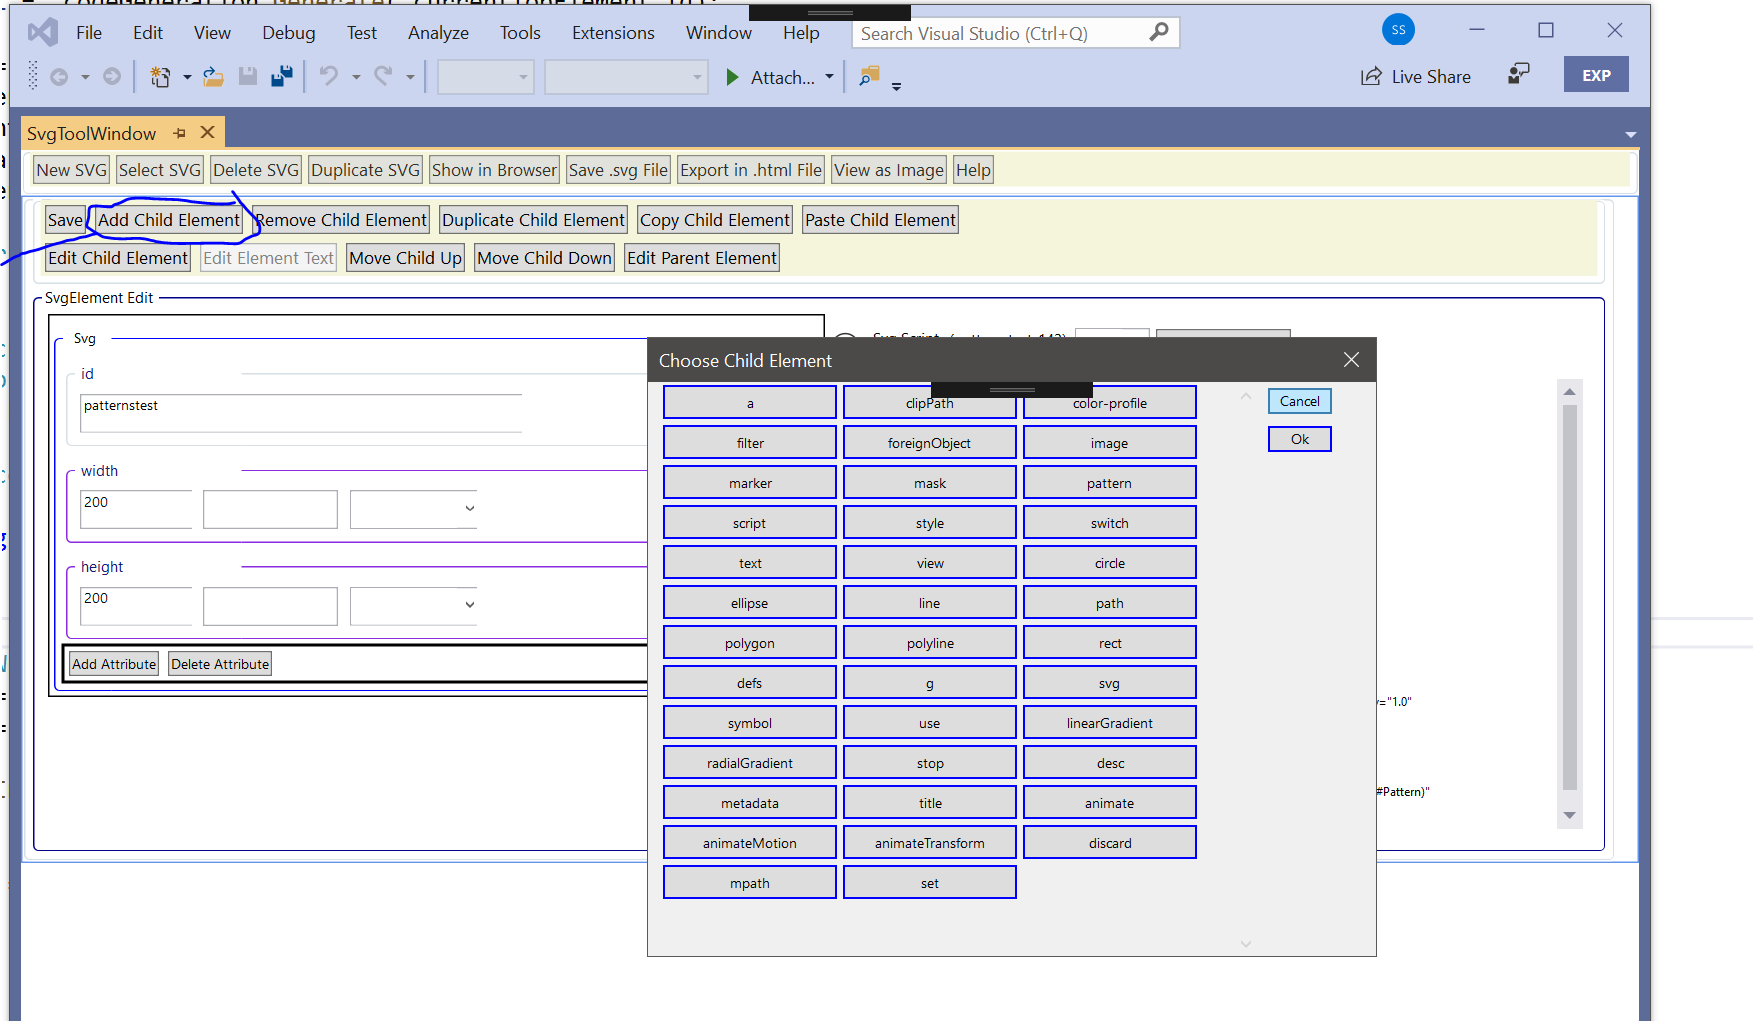 CodeGeneration.Generate( CurrentTopElement.Id);
File Edit View Debug Test Analyze Tools Extensions Window Help Search Visual Studio (Ctrl+Q) SS
Attach... Live Share EXP
SvgToolWindow
New SVG Select SVG Delete SVG Duplicate SVG Show in Browser Save .svg File Export in .html File View as Image Help
Save Add Child Element Remove Child Element Duplicate Child Element Copy Child Element Paste Child Element
Edit Child Element Edit Element Text Move Child Up Move Child Down Edit Parent Element
SvgElement Edit
Svg
id
patternstest
width
200
height
200
Add Attribute Delete Attribute
Choose Child Element
a clipPath color-profile Cancel
filter foreignObject image Ok
marker mask pattern
script style switch
text view circle
ellipse line path
polygon polyline rect
defs g svg
symbol use linearGradient
radialGradient stop desc
metadata title animate
animateMotion animateTransform discard
mpath set
="1.0"
#Pattern)"